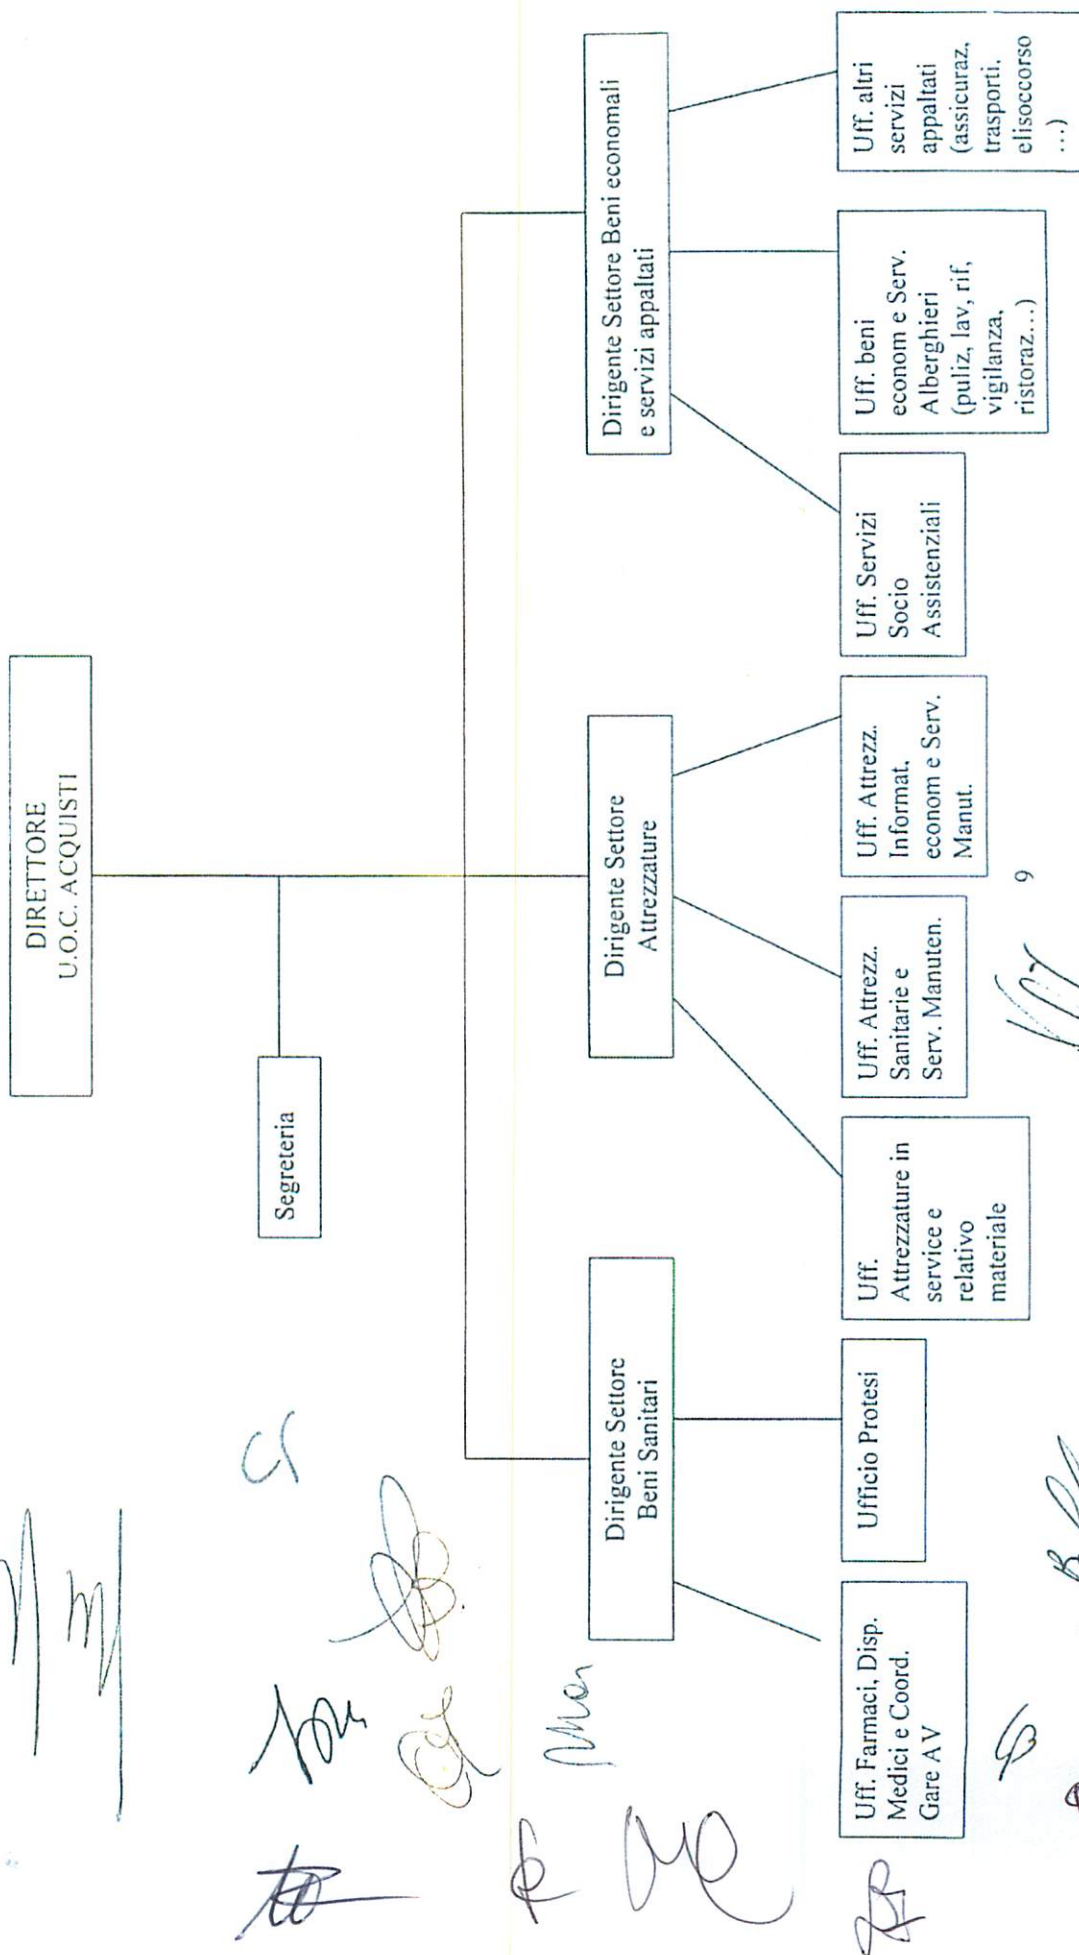 DIRETTORE
U.O.C. ACQUISTI
Segreteria
Dirigente Settore
Beni Sanitari
Dirigente Settore
Attrezzature
Dirigente Settore Beni economali
e servizi appaltati
Uff. Farmaci, Disp.
Medici e Coord.
Gare AV
Ufficio Protesi
Uff.
Attrezzature in
service e
relativo
materiale
Uff. Attrezz.
Sanitarie e
Serv. Manuten.
Uff. Attrezz.
Informat.
econom e Serv.
Manut.
Uff. Servizi
Socio
Assistenziali
Uff. beni
econom e Serv.
Alberghieri
(puliz, lav, rif,
vigilanza,
ristoraz...)
Uff. altri
servizi
appaltati
(assicuraz,
trasporti,
elisoccorso
...)
9